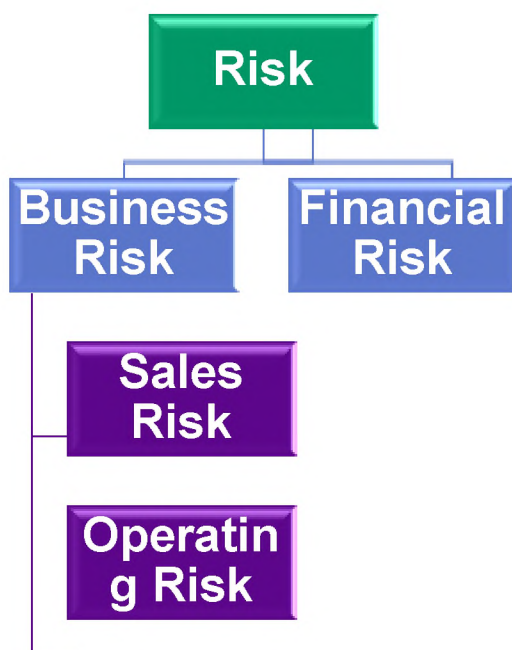 Risk
Business
Risk
Financial
Risk
Sales
Risk
Operatin
g Risk